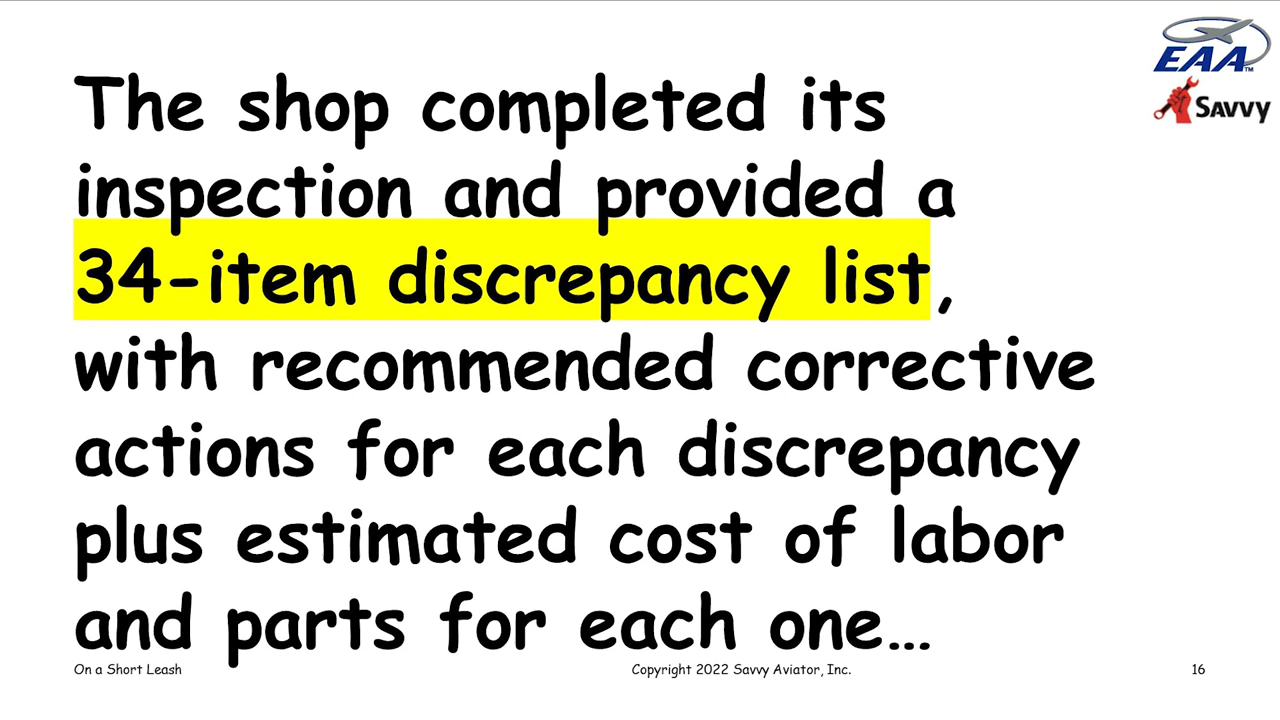 EAA™
Savvy
The shop completed its
inspection and provided a
34-item discrepancy list,
with recommended corrective
actions for each discrepancy
plus estimated cost of labor
and parts for each one…
On a Short Leash
Copyright 2022 Savvy Aviator, Inc.
16